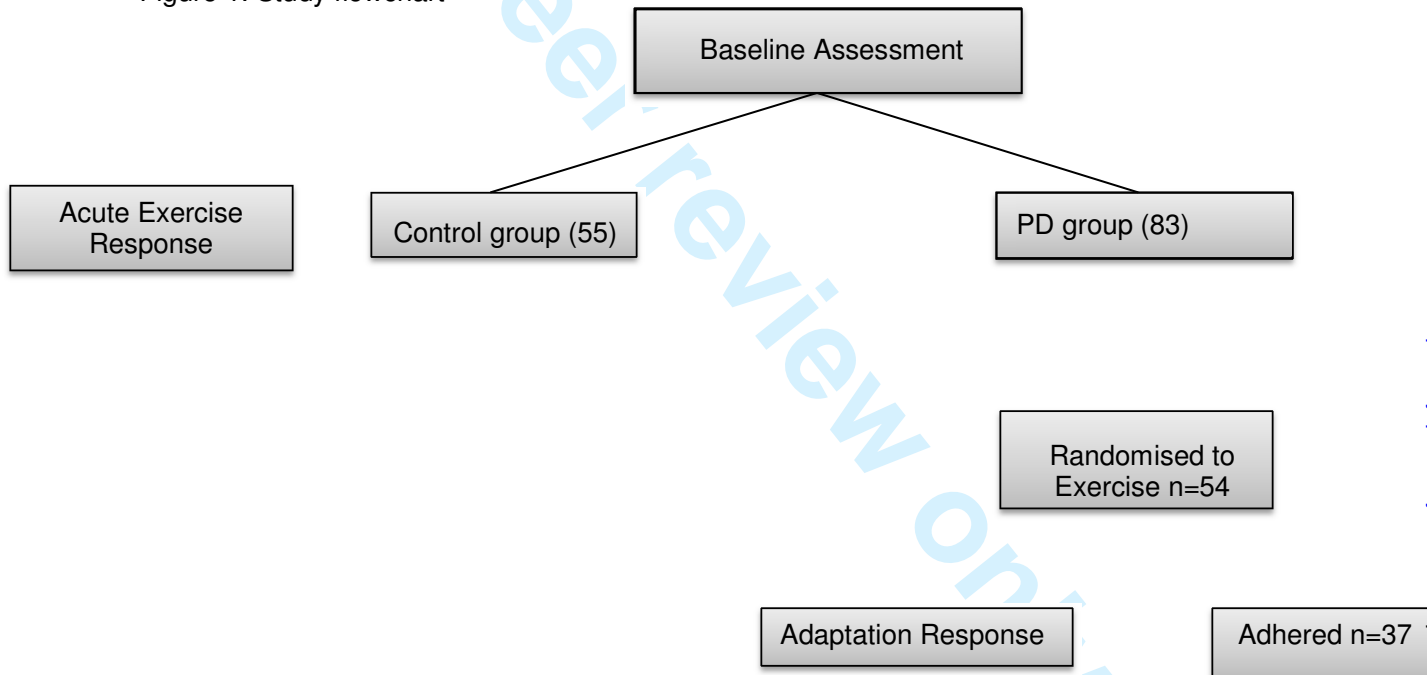 Baseline Assessment
Acute Exercise
Response
Control group (55)
PD group (83)
Randomised to
Exercise n=54
Adaptation Response
Adhered n=37
review